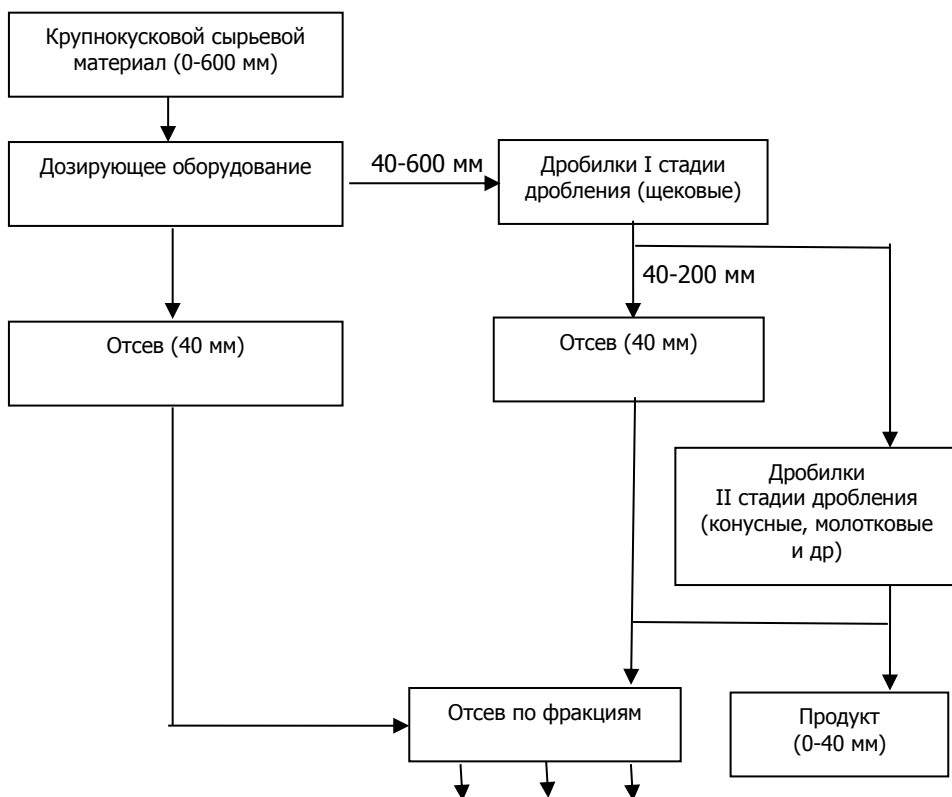 Крупнокусковой сырьевой
материал (0-600 мм)
Дозирующее оборудование
40-600 мм
Дробилки I стадии
дробления (щековые)
40-200 мм
Отсев (40 мм)
Отсев (40 мм)
Дробилки
II стадии дробления
(конусные, молотковые
и др)
Отсев по фракциям
Продукт
(0-40 мм)